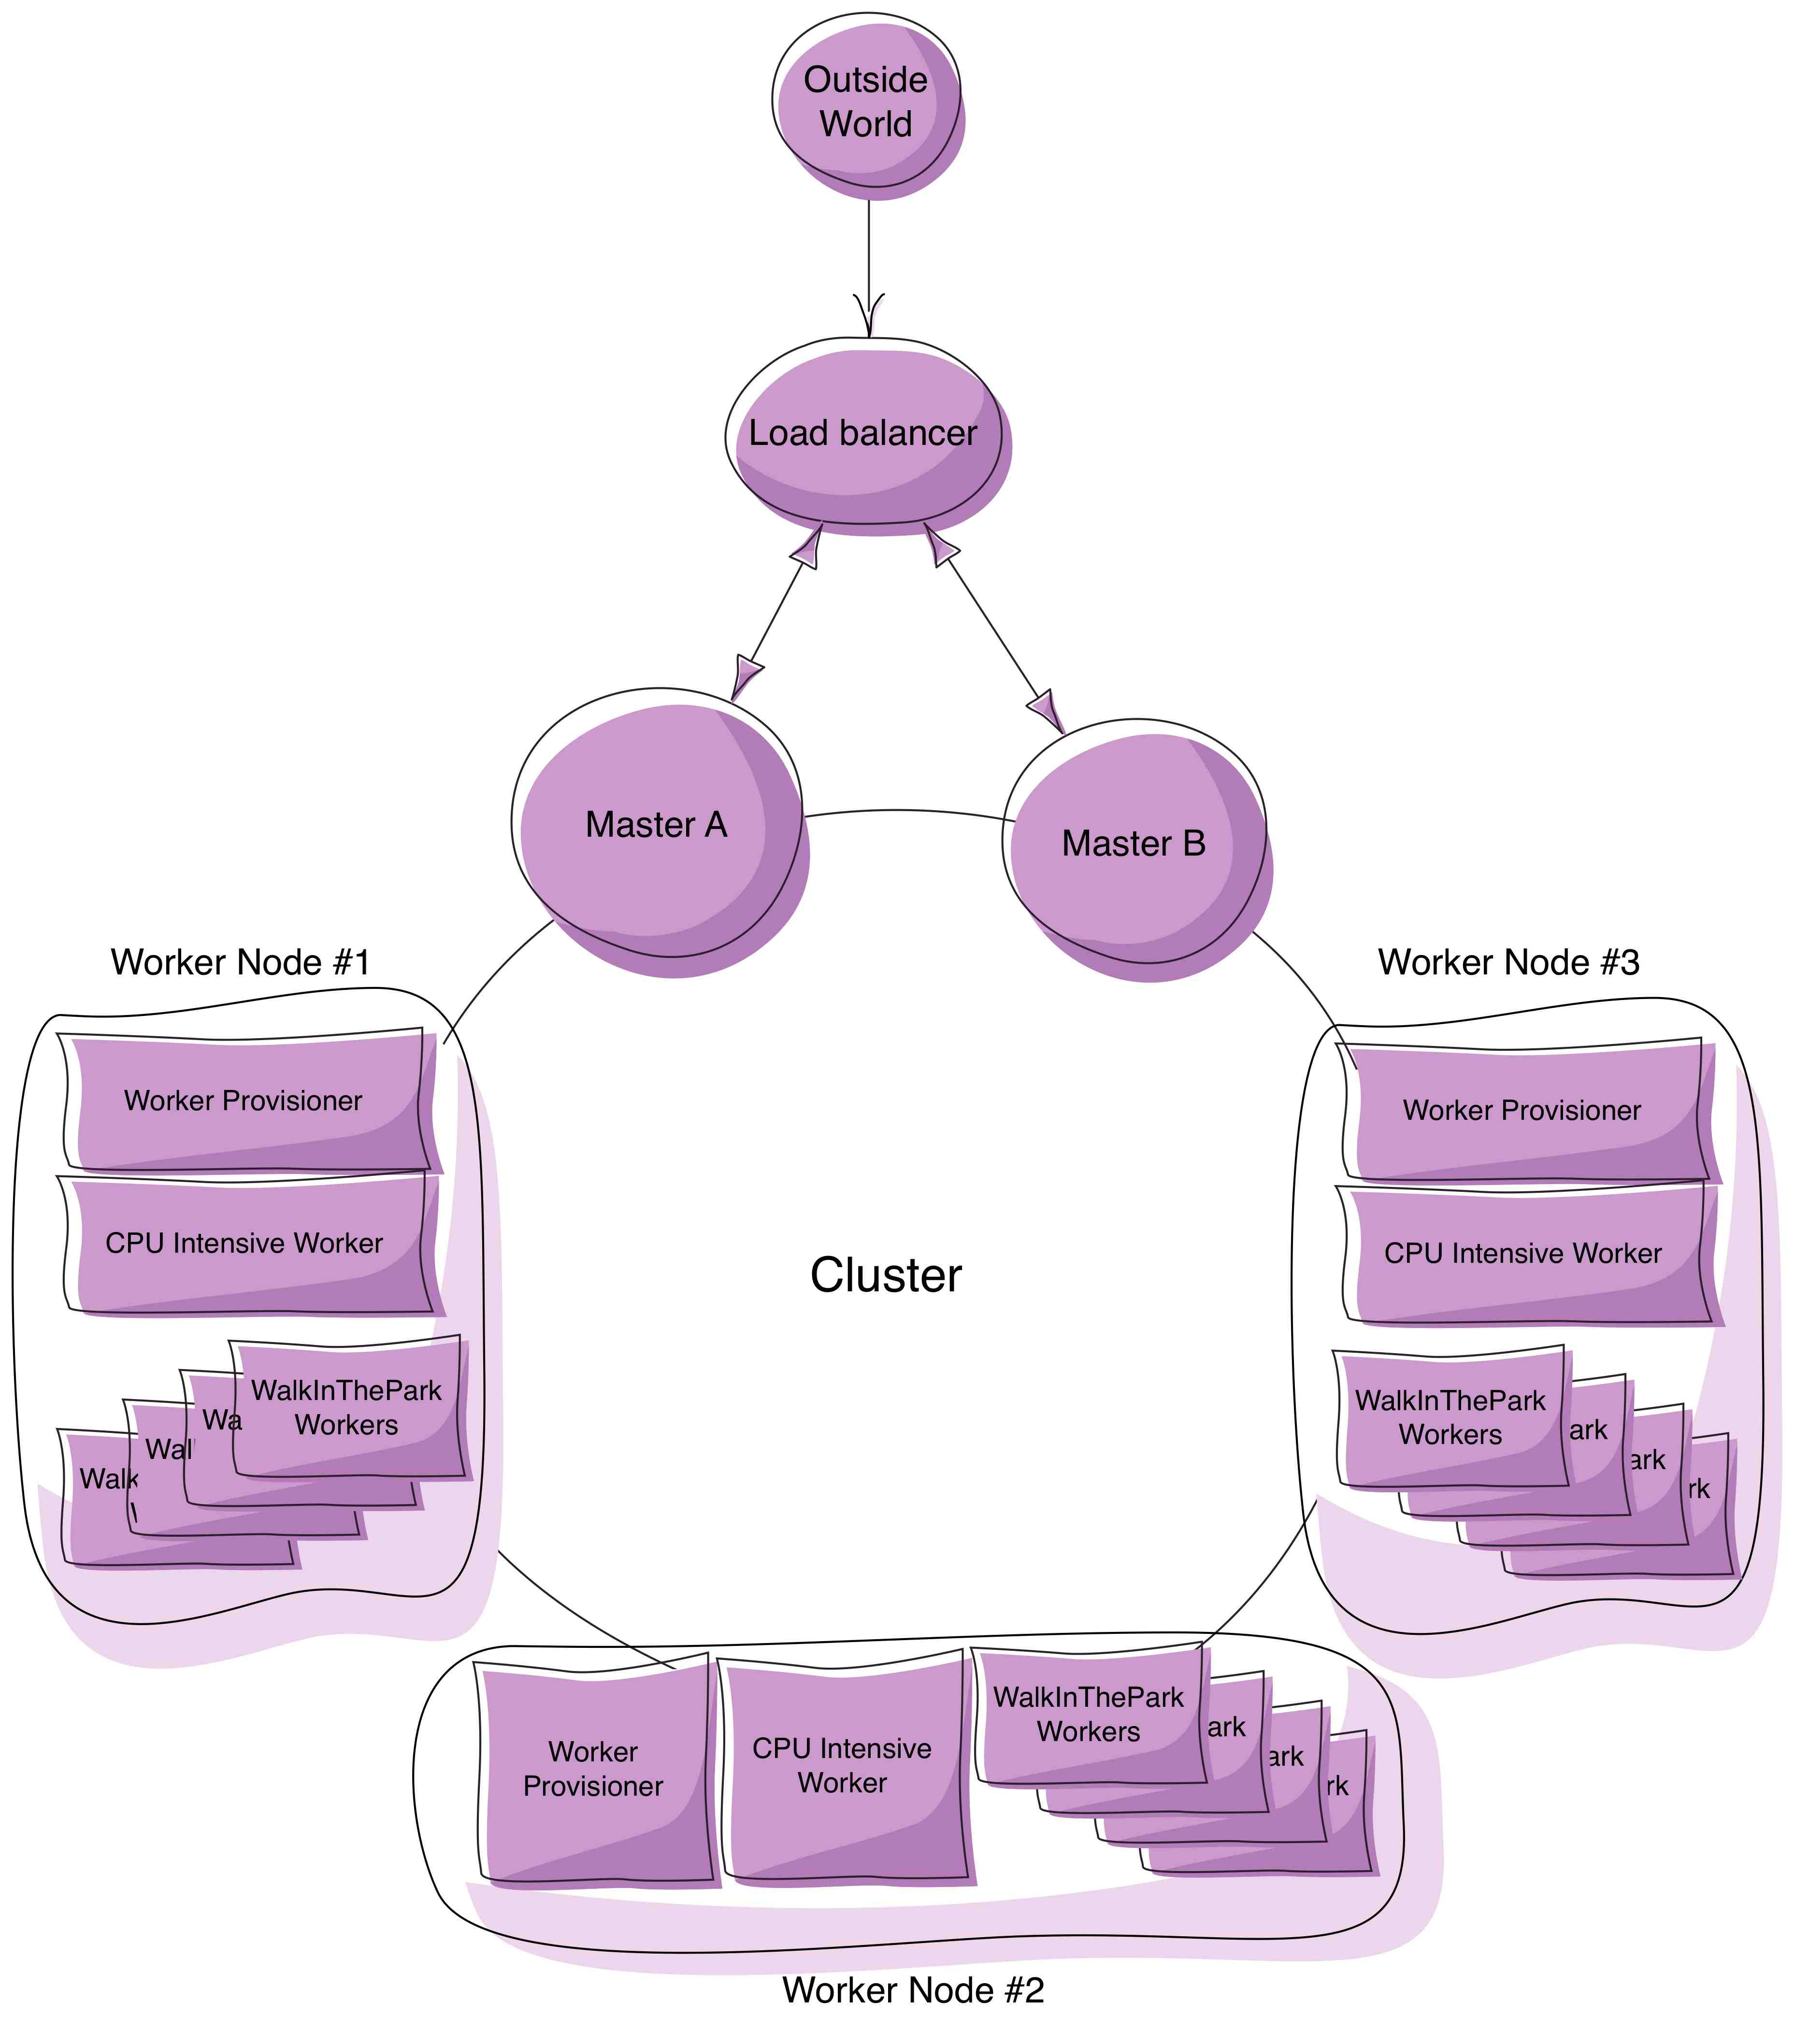 Outside
World
Load balancer
Master A
Master B
Worker Node #1
Worker Provisioner
CPU Intensive Worker
WalkInThePark
Workers
Wa
Wal
Walk
Worker Node #3
Worker Provisioner
CPU Intensive Worker
WalkInThePark
Workers
ark
ark
rk
Cluster
Worker
Provisioner
CPU Intensive
Worker
WalkInThePark
Workers
ark
ark
rk
Worker Node #2